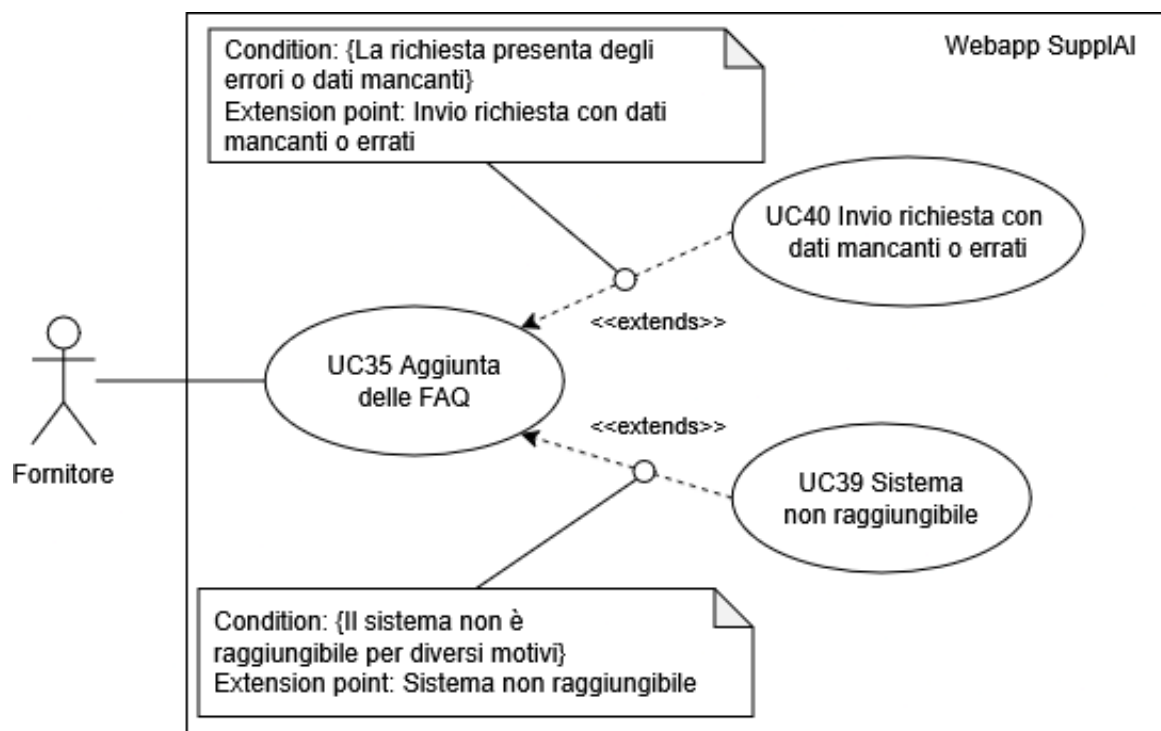 Condition: {La richiesta presenta degli
errori o dati mancanti}
Extension point: Invio richiesta con dati
mancanti o errati
Webapp SupplAI
UC40 Invio richiesta con
dati mancanti o errati
<<extends>>
UC35 Aggiunta
delle FAQ
Fornitore
<<extends>>
UC39 Sistema
non raggiungibile
Condition: {Il sistema non è
raggiungibile per diversi motivi}
Extension point: Sistema non raggiungibile